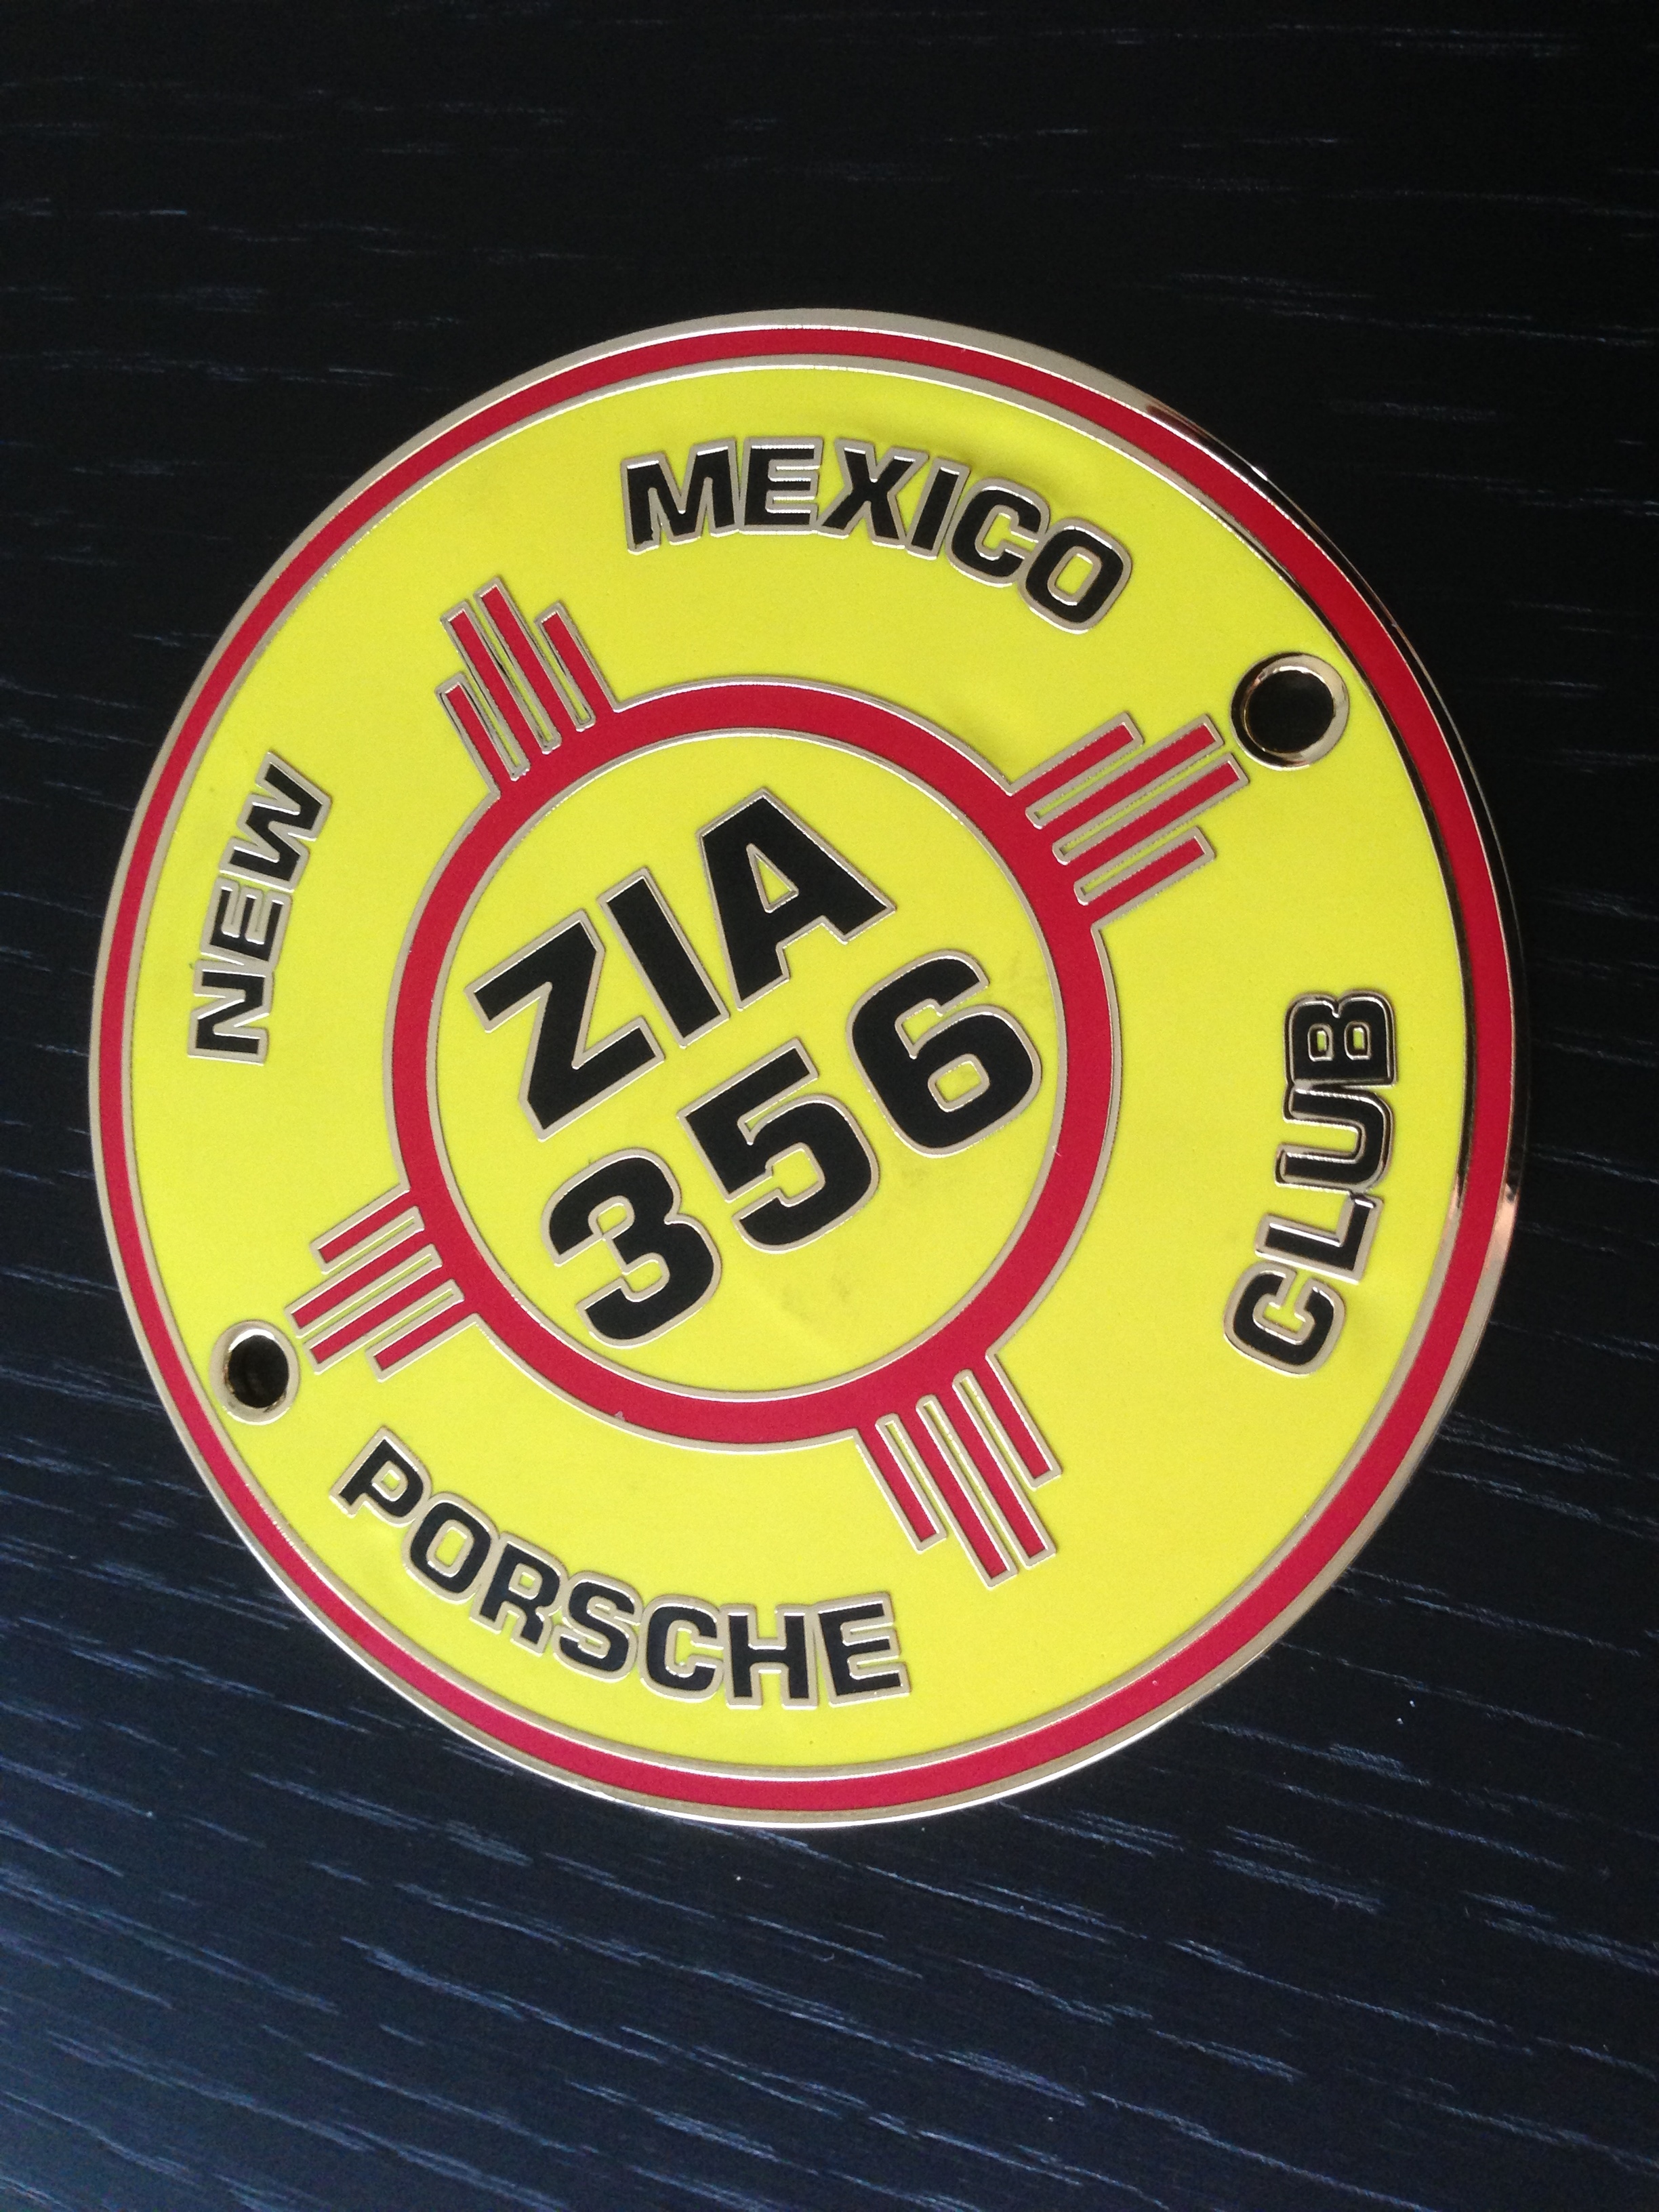 NEW MEXICO
ZIA
356
PORSCHE CLUB